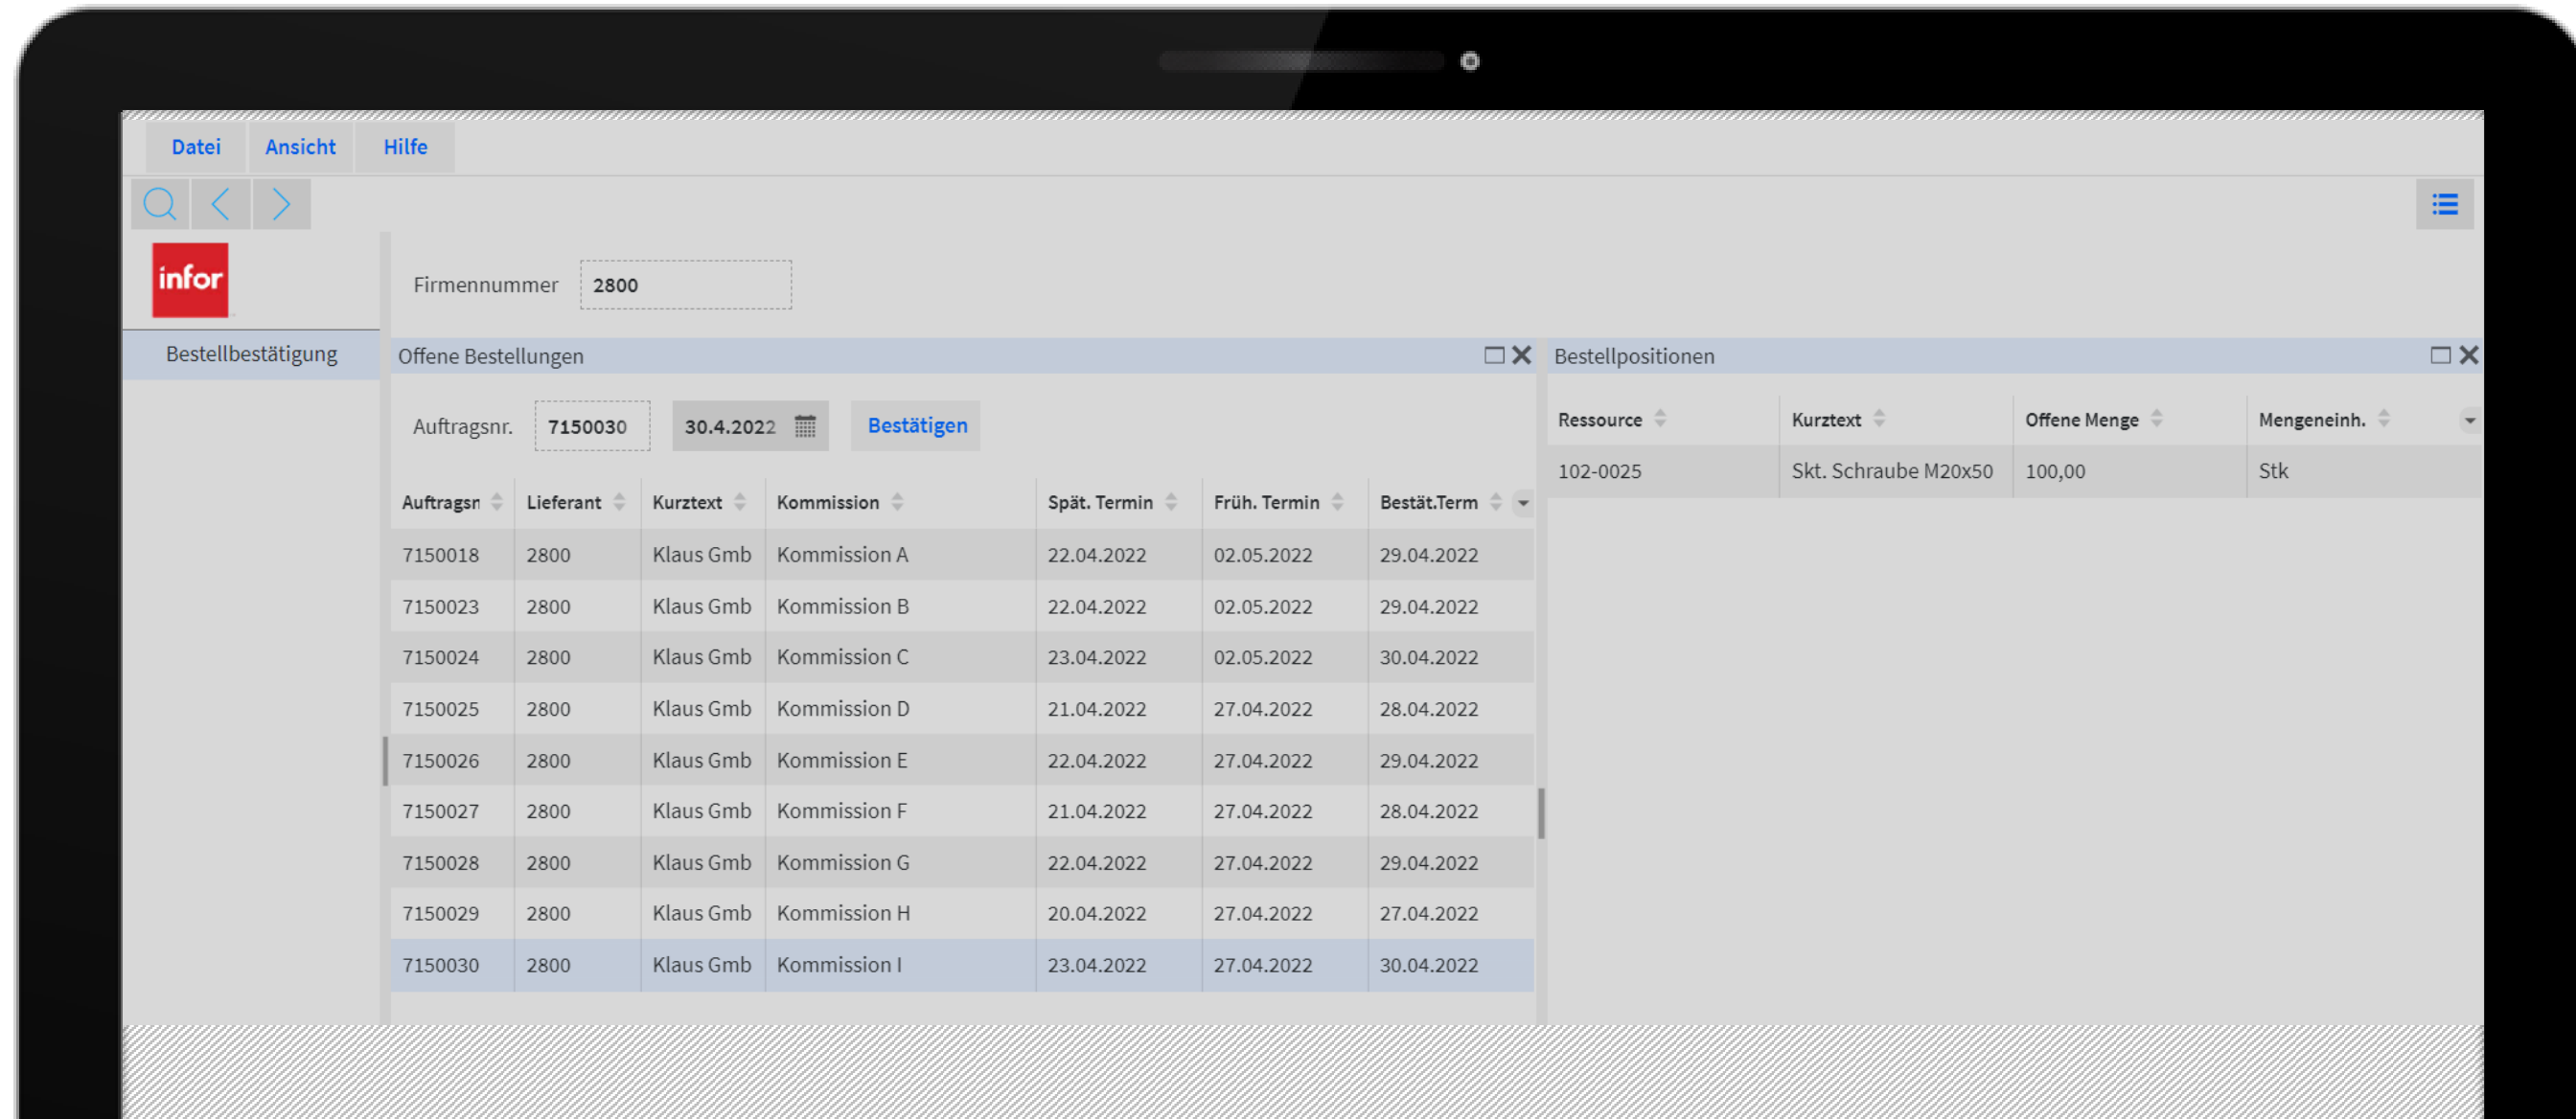 Datei Ansicht Hilfe
infor
Firmennummer 2800
Bestellbestätigung
Offene Bestellungen
Auftragsnr. 7150030 30.4.2022 Bestätigen
Auftragsn Lieferant Kurztext Kommission Spät. Termin Früh. Termin Bestät.Term
7150018 2800 Klaus Gmb Kommission A 22.04.2022 02.05.2022 29.04.2022
7150023 2800 Klaus Gmb Kommission B 22.04.2022 02.05.2022 29.04.2022
7150024 2800 Klaus Gmb Kommission C 23.04.2022 02.05.2022 30.04.2022
7150025 2800 Klaus Gmb Kommission D 21.04.2022 27.04.2022 28.04.2022
7150026 2800 Klaus Gmb Kommission E 22.04.2022 27.04.2022 29.04.2022
7150027 2800 Klaus Gmb Kommission F 21.04.2022 27.04.2022 28.04.2022
7150028 2800 Klaus Gmb Kommission G 22.04.2022 27.04.2022 29.04.2022
7150029 2800 Klaus Gmb Kommission H 20.04.2022 27.04.2022 27.04.2022
7150030 2800 Klaus Gmb Kommission I 23.04.2022 27.04.2022 30.04.2022
Bestellpositionen
Ressource Kurztext Offene Menge Mengeneinh.
102-0025 Skt. Schraube M20x50 100,00 Stk